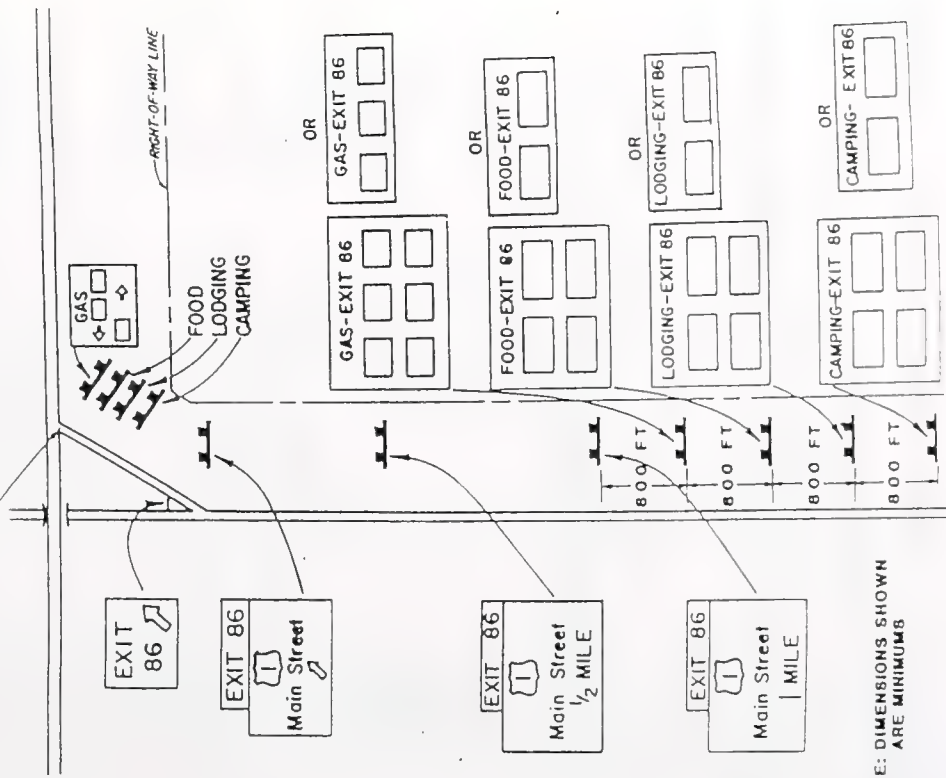 RIGHT-OF-WAY LINE
GAS
FOOD
LODGING
CAMPING
EXIT
86
EXIT 86
1
Main Street
EXIT 86
1
Main Street
1/2 MILE
EXIT 86
1
Main Street
1 MILE
GAS-EXIT 86
OR
GAS-EXIT 86
FOOD-EXIT 86
OR
FOOD-EXIT 86
LODGING-EXIT 86
OR
LODGING-EXIT 86
CAMPING-EXIT 86
OR
CAMPING- EXIT 86
800 FT
800 FT
800 FT
800 FT
E: DIMENSIONS SHOWN
ARE MINIMUMS